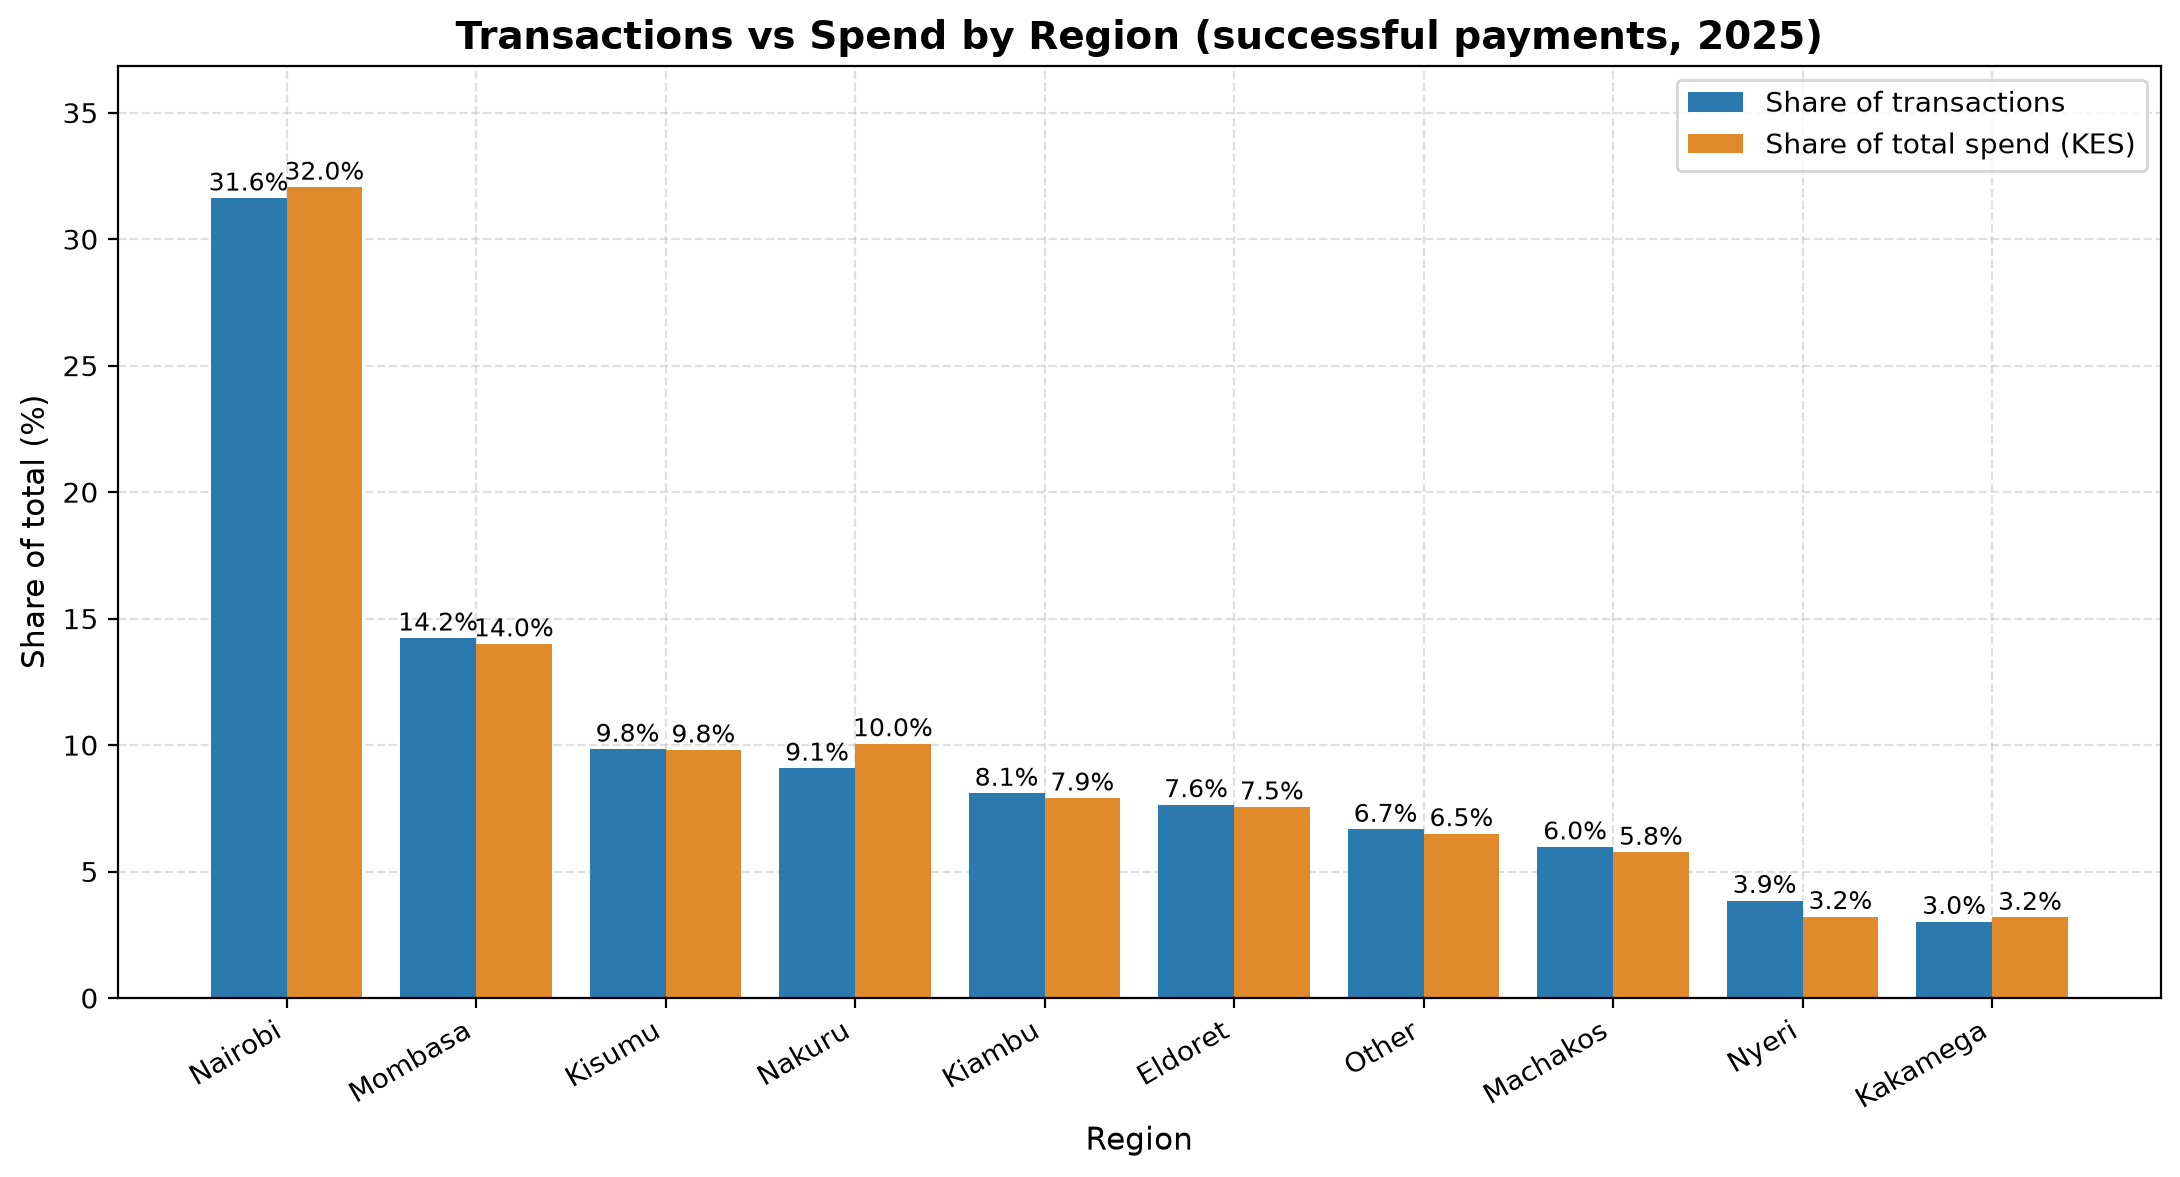 Transactions vs Spend by Region (successful payments, 2025)
Share of transactions
Share of total spend (KES)
Share of total (%)
35
30
25
20
15
10
5
0
31.6% 32.0%
14.2% 14.0%
9.8% 9.8%
9.1% 10.0%
8.1% 7.9%
7.6% 7.5%
6.7% 6.5%
6.0% 5.8%
3.9% 3.2%
3.0% 3.2%
Nairobi
Mombasa
Kisumu
Nakuru
Kiambu
Eldoret
Other
Machakos
Nyeri
Kakamega
Region